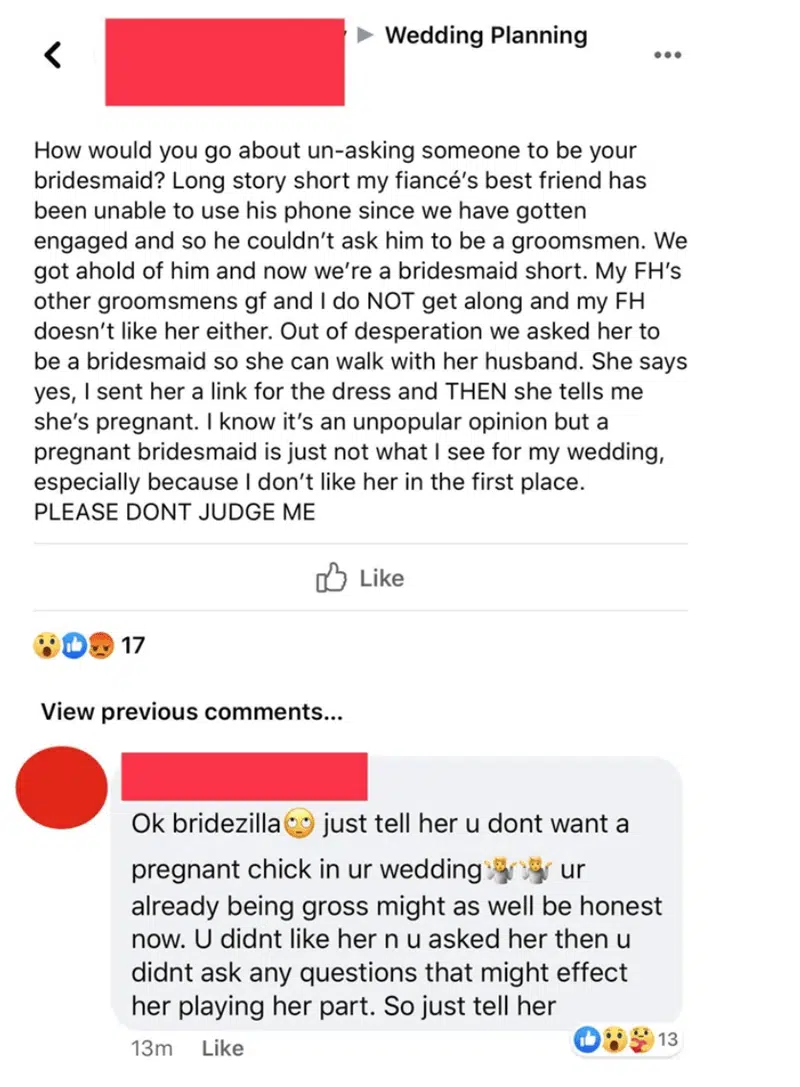 Wedding Planning
How would you go about un-asking someone to be your
bridesmaid? Long story short my fiancé’s best friend has
been unable to use his phone since we have gotten
engaged and so he couldn’t ask him to be a groomsmen. We
got ahold of him and now we’re a bridesmaid short. My FH’s
other groomsmens gf and I do NOT get along and my FH
doesn’t like her either. Out of desperation we asked her to
be a bridesmaid so she can walk with her husband. She says
yes, I sent her a link for the dress and THEN she tells me
she’s pregnant. I know it’s an unpopular opinion but a
pregnant bridesmaid is just not what I see for my wedding,
especially because I don’t like her in the first place.
PLEASE DONT JUDGE ME
Like
17
View previous comments...
Ok bridezilla🙄 just tell her u dont want a
pregnant chick in ur wedding🤷🤷 ur
already being gross might as well be honest
now. U didnt like her n u asked her then u
didnt ask any questions that might effect
her playing her part. So just tell her
13m Like 13